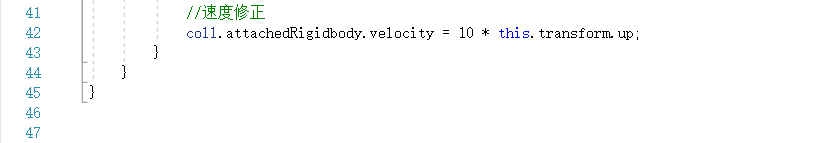 41 //速度修正
42 coll.attachedRigidbody.velocity = 10 * this.transform.up;
43 }
44 }
45 }
46
47